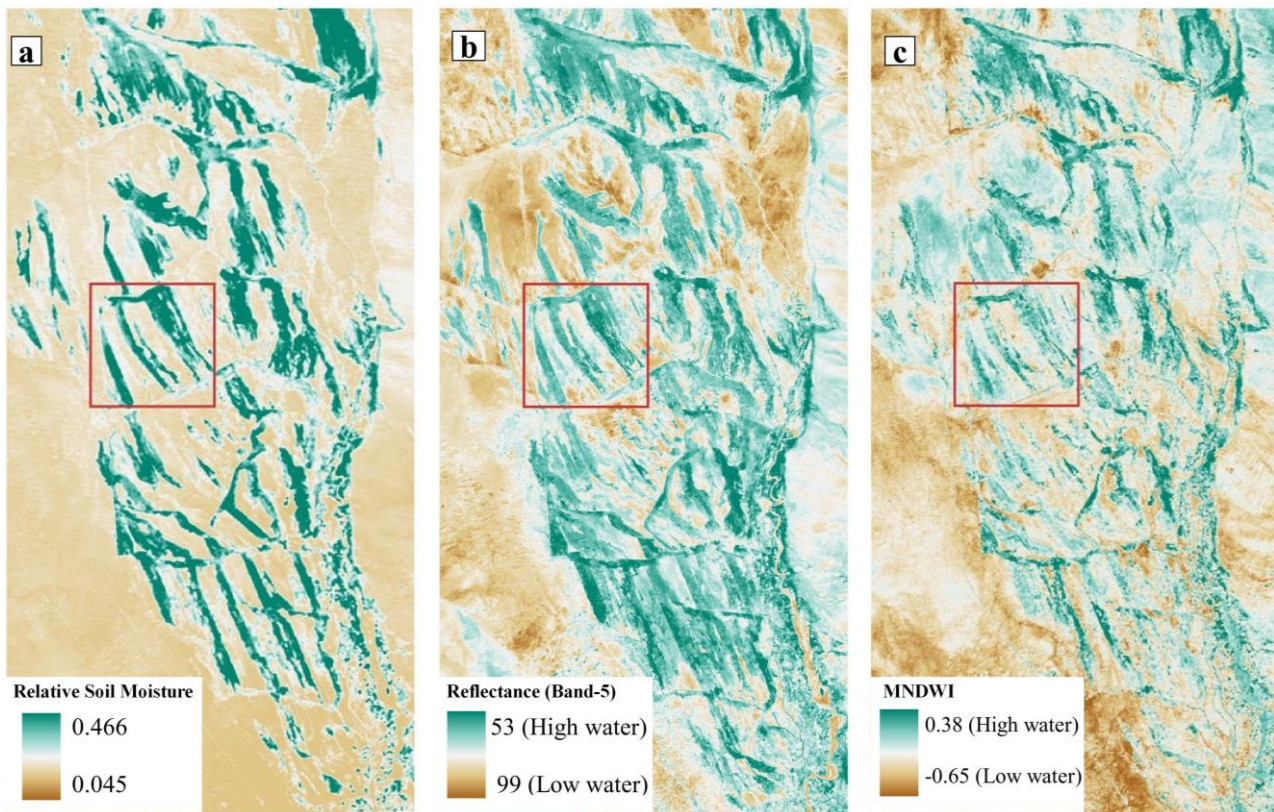 a
b
c
Relative Soil Moisture
0.466
0.045
Reflectance (Band-5)
53 (High water)
99 (Low water)
MNDWI
0.38 (High water)
-0.65 (Low water)